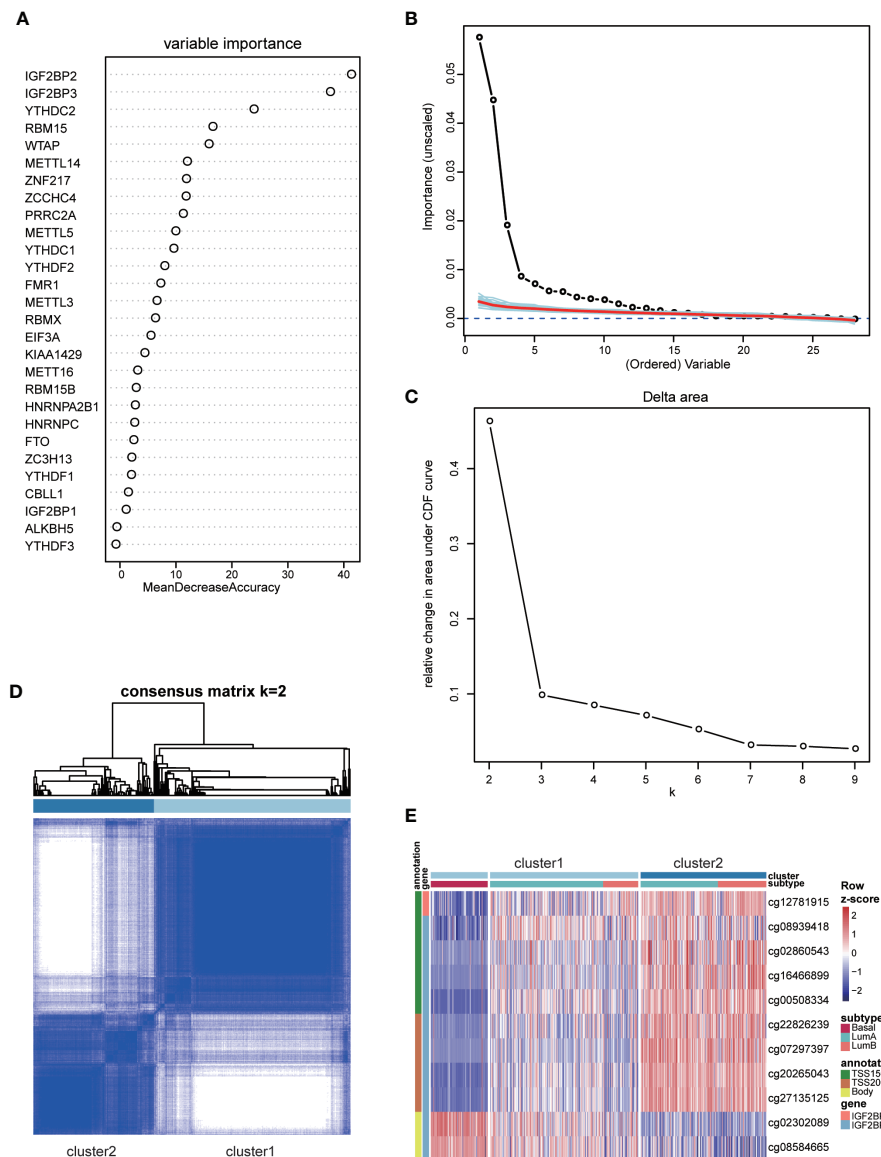 A
variable importance
IGF2BP2
IGF2BP3
YTHDC2
RBM15
WTAP
METTL14
ZNF217
ZCCHC4
PRRC2A
METTL5
YTHDC1
YTHDF2
FMR1
METTL3
RBMX
EIF3A
KIAA1429
METT16
RBM15B
HNRNPA2B1
HNRNPC
FTO
ZC3H13
YTHDF1
CBLL1
IGF2BP1
ALKBH5
YTHDF3
0 10 20 30 40
MeanDecreaseAccuracy
B
Importance (unscaled)
0.05
0.04
0.03
0.02
0.01
0.00
0 5 10 15 20 25
(Ordered) Variable
C
Delta area
relative change in area under CDF curve
0.4
0.3
0.2
0.1
2 3 4 5 6 7 8 9
k
D
consensus matrix k=2
cluster2 cluster1
E
annotation
gene
cluster1 cluster2
cluster
subtype
cg12781915
cg08939418
cg02860543
cg16466899
cg00508334
cg22826239
cg07297397
cg20265043
cg27135125
cg02302089
cg08584665
Row
z-score
2
1
0
−1
−2
subtype
Basal
LumA
LumB
annotat
TSS15
TSS20
Body
gene
IGF2BI
IGF2BI